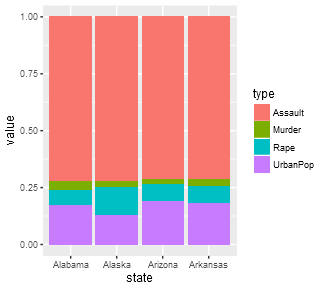 1.00
0.75
0.50
0.25
0.00
value
Alabama Alaska Arizona Arkansas
state
type
Assault
Murder
Rape
UrbanPop